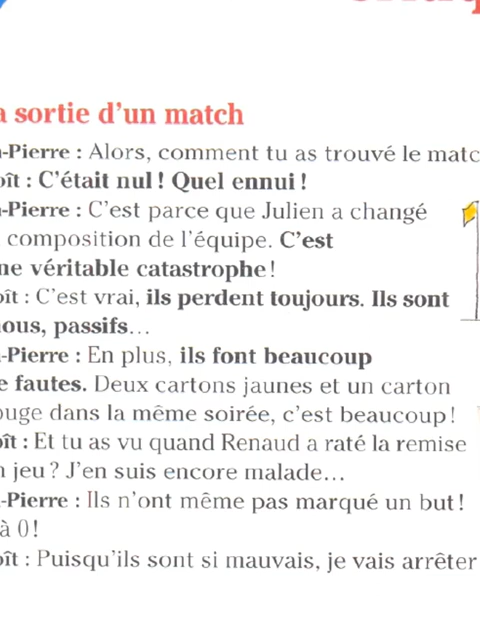 a sortie d'un match
-Pierre : Alors, comment tu as trouvé le matc
oît : C'était nul ! Quel ennui !
-Pierre : C'est parce que Julien a changé
composition de l'équipe. C'est
ne véritable catastrophe !
oît : C'est vrai, ils perdent toujours. Ils sont
nous, passifs...
-Pierre : En plus, ils font beaucoup
e fautes. Deux cartons jaunes et un carton
ouge dans la même soirée, c'est beaucoup !
oît : Et tu as vu quand Renaud a raté la remise
n jeu ? J'en suis encore malade...
-Pierre : Ils n'ont même pas marqué un but !
à 0 !
oît : Puisqu'ils sont si mauvais, je vais arrêter